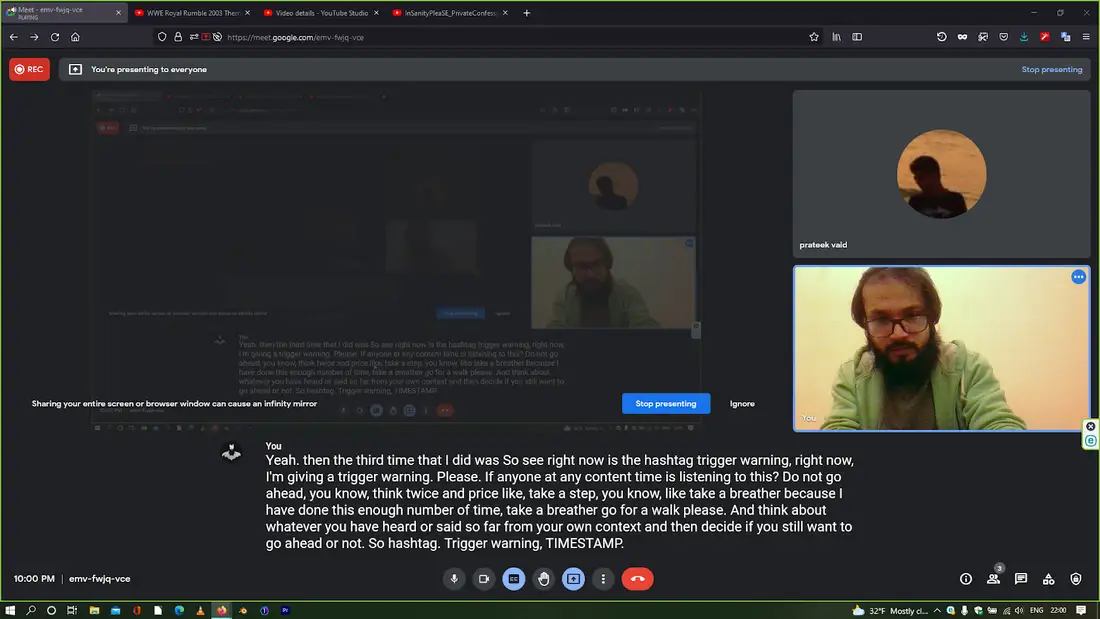 Meet - emv-fwjq-vce
PLAYING
WWE Royal Rumble 2003 Them
Video details - YouTube Studio
InSanityPleaSE_PrivateConfess
https://meet.google.com/emv-fwjq-vce
REC
You're presenting to everyone
Stop presenting
prateek vaid
You
Sharing your entire screen or browser window can cause an infinity mirror
Stop presenting
Ignore
You
Yeah. then the third time that I did was So see right now is the hashtag trigger warning, right now,
I'm giving a trigger warning. Please. If anyone at any content time is listening to this? Do not go
ahead, you know, think twice and price like, take a step, you know, like take a breather because I
have done this enough number of time, take a breather go for a walk please. And think about
whatever you have heard or said so far from your own context and then decide if you still want to
go ahead or not. So hashtag. Trigger warning, TIMESTAMP.
10:00 PM | emv-fwjq-vce
3
32°F Mostly cl...
ENG
22:00